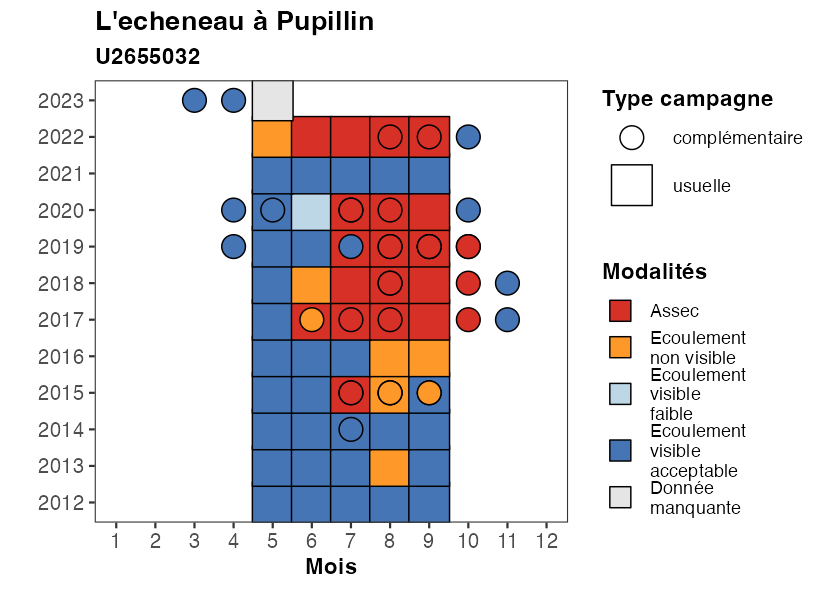 L'echeneau à Pupillin
U2655032
2023
2022
2021
2020
2019
2018
2017
2016
2015
2014
2013
2012
1 2 3 4 5 6 7 8 9 10 11 12
Mois
Type campagne
complémentaire
usuelle
Modalités
Assec
Ecoulement
non visible
Ecoulement
visible
faible
Ecoulement
visible
acceptable
Donnée
manquante